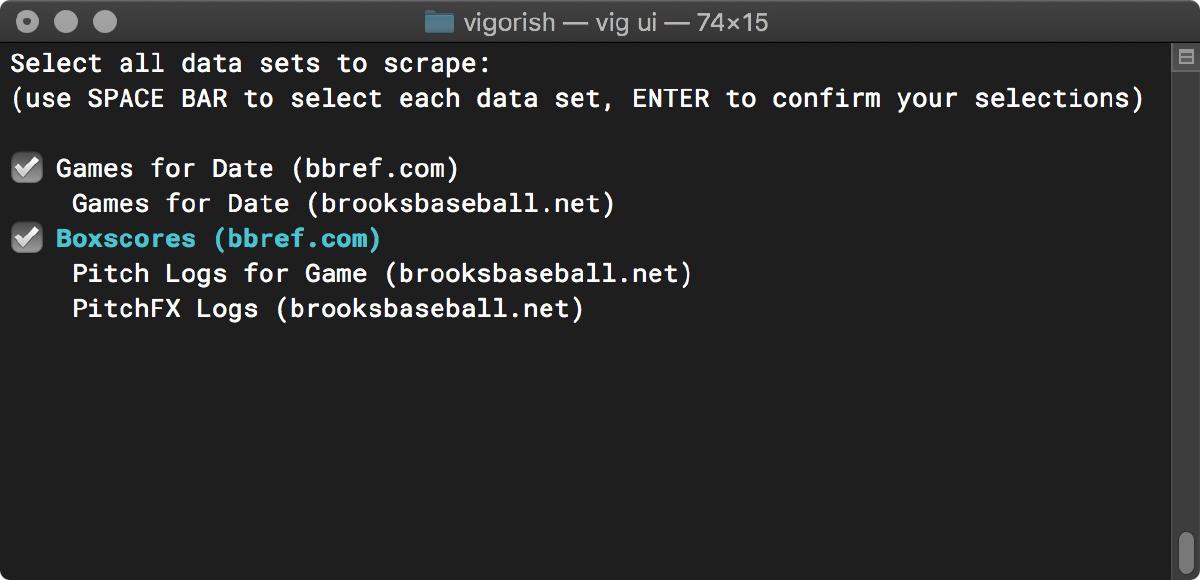 vigorish — vig ui — 74×15
Select all data sets to scrape:
(use SPACE BAR to select each data set, ENTER to confirm your selections)
Games for Date (bbref.com)
Games for Date (brooksbaseball.net)
Boxscores (bbref.com)
Pitch Logs for Game (brooksbaseball.net)
PitchFX Logs (brooksbaseball.net)